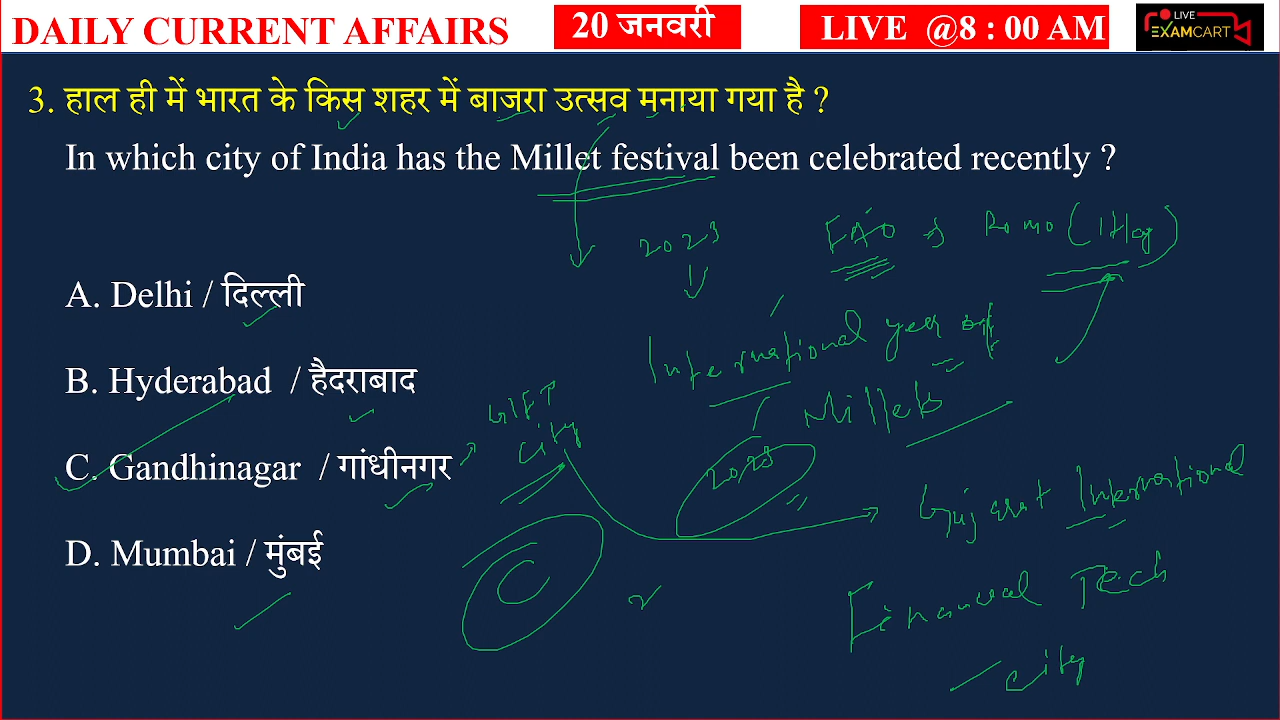 DAILY CURRENT AFFAIRS
20 जनवरी
LIVE @8 : 00 AM
LIVE
EXAMCART
3. हाल ही में भारत के किस शहर में बाजरा उत्सव मनाया गया है ?
In which city of India has the Millet festival been celebrated recently ?
2023
FAO
A. Delhi / दिल्ली
International year of
Millets
B. Hyderabad / हैदराबाद
GIFT
City
C. Gandhinagar / गांधीनगर
2023
Gujarat International
D. Mumbai / मुंबई
C
Financial Tech
City